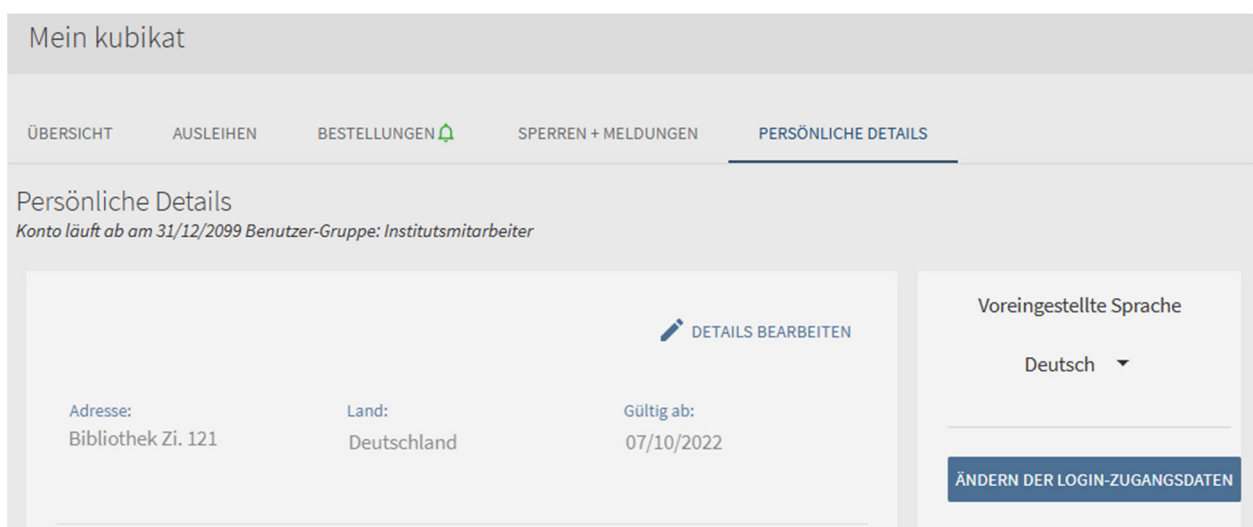 Mein kubikat
ÜBERSICHT AUSLEIHEN BESTELLUNGEN SPERREN + MELDUNGEN PERSÖNLICHE DETAILS
Persönliche Details
Konto läuft ab am 31/12/2099 Benutzer-Gruppe: Institutsmitarbeiter
DETAILS BEARBEITEN
Adresse: Land: Gültig ab:
Bibliothek Zi. 121 Deutschland 07/10/2022
Voreingestellte Sprache
Deutsch
ÄNDERN DER LOGIN-ZUGANGSDATEN